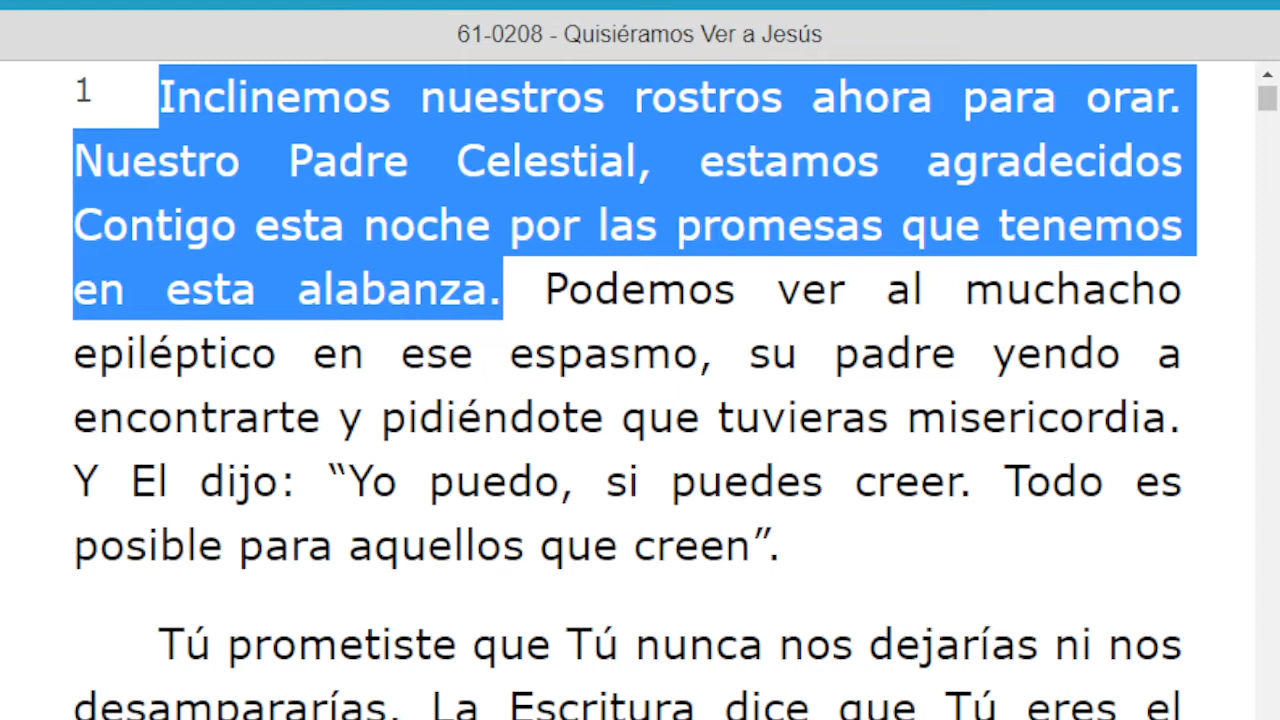 61-0208 - Quisiéramos Ver a Jesús
1 Inclinemos nuestros rostros ahora para orar.
Nuestro Padre Celestial, estamos agradecidos
Contigo esta noche por las promesas que tenemos
en esta alabanza. Podemos ver al muchacho
epiléptico en ese espasmo, su padre yendo a
encontrarte y pidiéndote que tuvieras misericordia.
Y El dijo: “Yo puedo, si puedes creer. Todo es
posible para aquellos que creen”.
Tú prometiste que Tú nunca nos dejarías ni nos
desampararías. La Escritura dice que Tú eres el